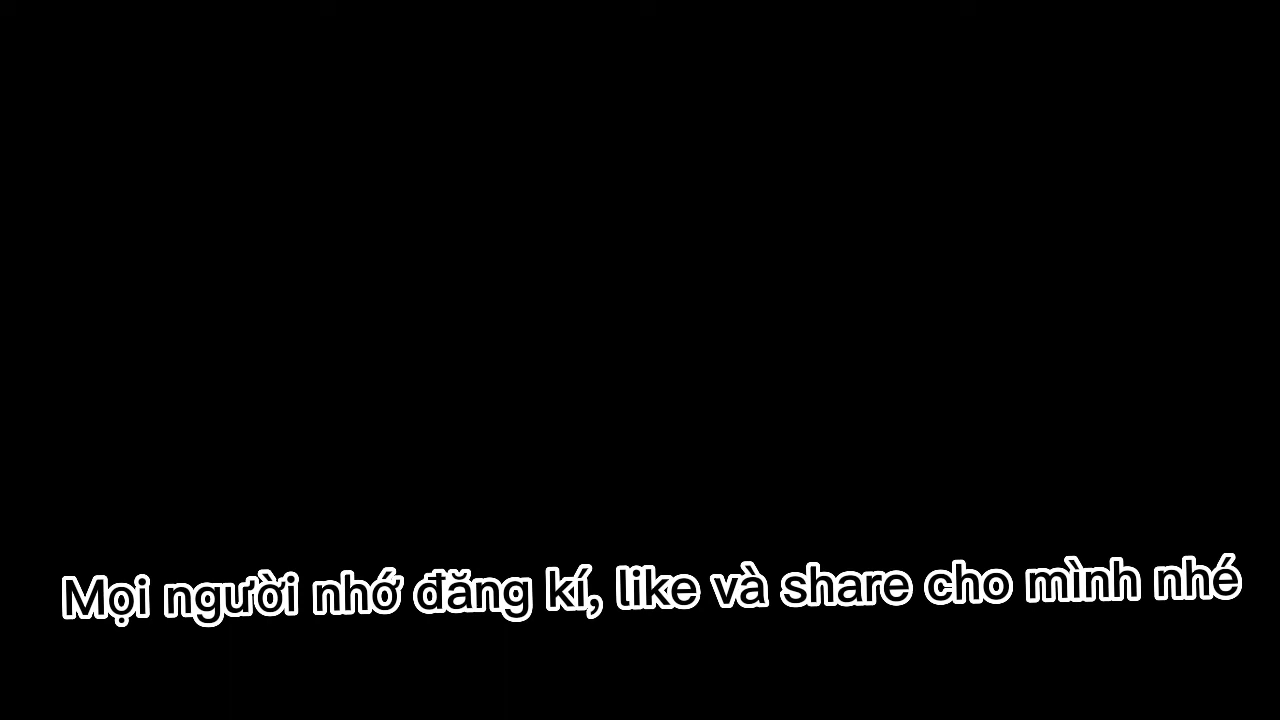 Mọi người nhớ đăng kí, like và share cho mình nhé